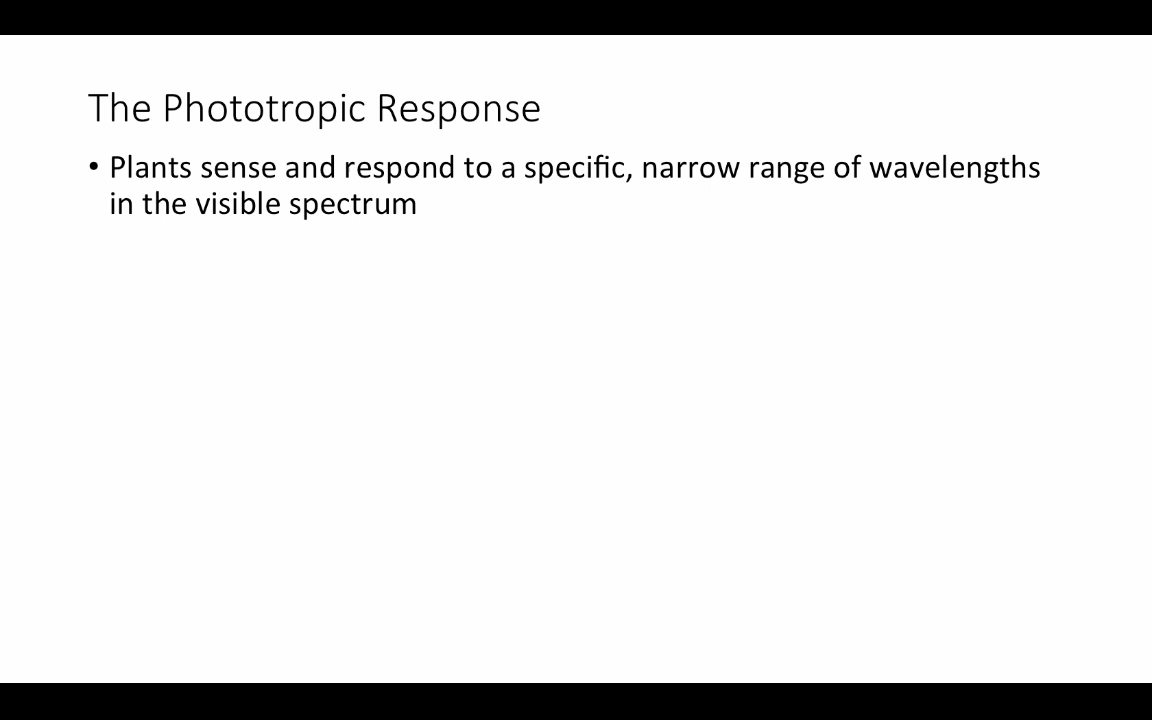 The Phototropic Response
• Plants sense and respond to a specific, narrow range of wavelengths
in the visible spectrum